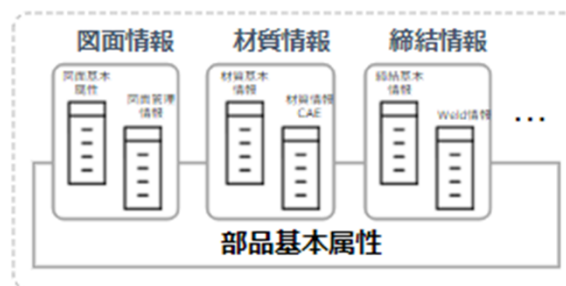 図面情報
材質情報
締結情報
図面基本
属性
図面管理
情報
材質基本
情報
材質情報
CAE
締結基本
情報
Weld情報
...
部品基本属性